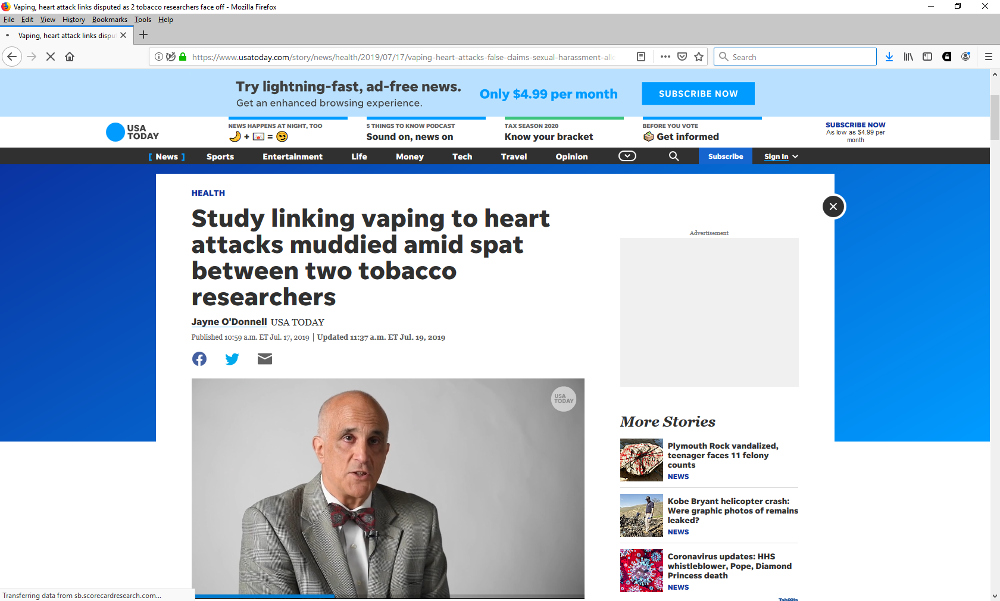 Vaping, heart attack links disputed as 2 tobacco researchers face off - Mozilla Firefox
File Edit View History Bookmarks Tools Help
Vaping, heart attack links dispu
https://www.usatoday.com/story/news/health/2019/07/17/vaping-heart-attacks-false-claims-sexual-harassment-alle
Search
Try lightning-fast, ad-free news.
Get an enhanced browsing experience.
Only $4.99 per month
SUBSCRIBE NOW
USA
TODAY
NEWS HAPPENS AT NIGHT, TOO
+ =
5 THINGS TO KNOW PODCAST
Sound on, news on
TAX SEASON 2020
Know your bracket
BEFORE YOU VOTE
Get informed
SUBSCRIBE NOW
As low as $4.99 per
month
[ News ] Sports Entertainment Life Money Tech Travel Opinion Subscribe Sign In
HEALTH
Study linking vaping to heart
attacks muddied amid spat
between two tobacco
researchers
Jayne O'Donnell USA TODAY
Published 10:59 a.m. ET Jul. 17, 2019 | Updated 11:37 a.m. ET Jul. 19, 2019
USA
TODAY
Advertisement
More Stories
Plymouth Rock vandalized,
teenager faces 11 felony
counts
NEWS
Kobe Bryant helicopter crash:
Were graphic photos of remains
leaked?
NEWS
Coronavirus updates: HHS
whistleblower, Pope, Diamond
Princess death
NEWS
Taboola
Transferring data from sb.scorecardresearch.com...